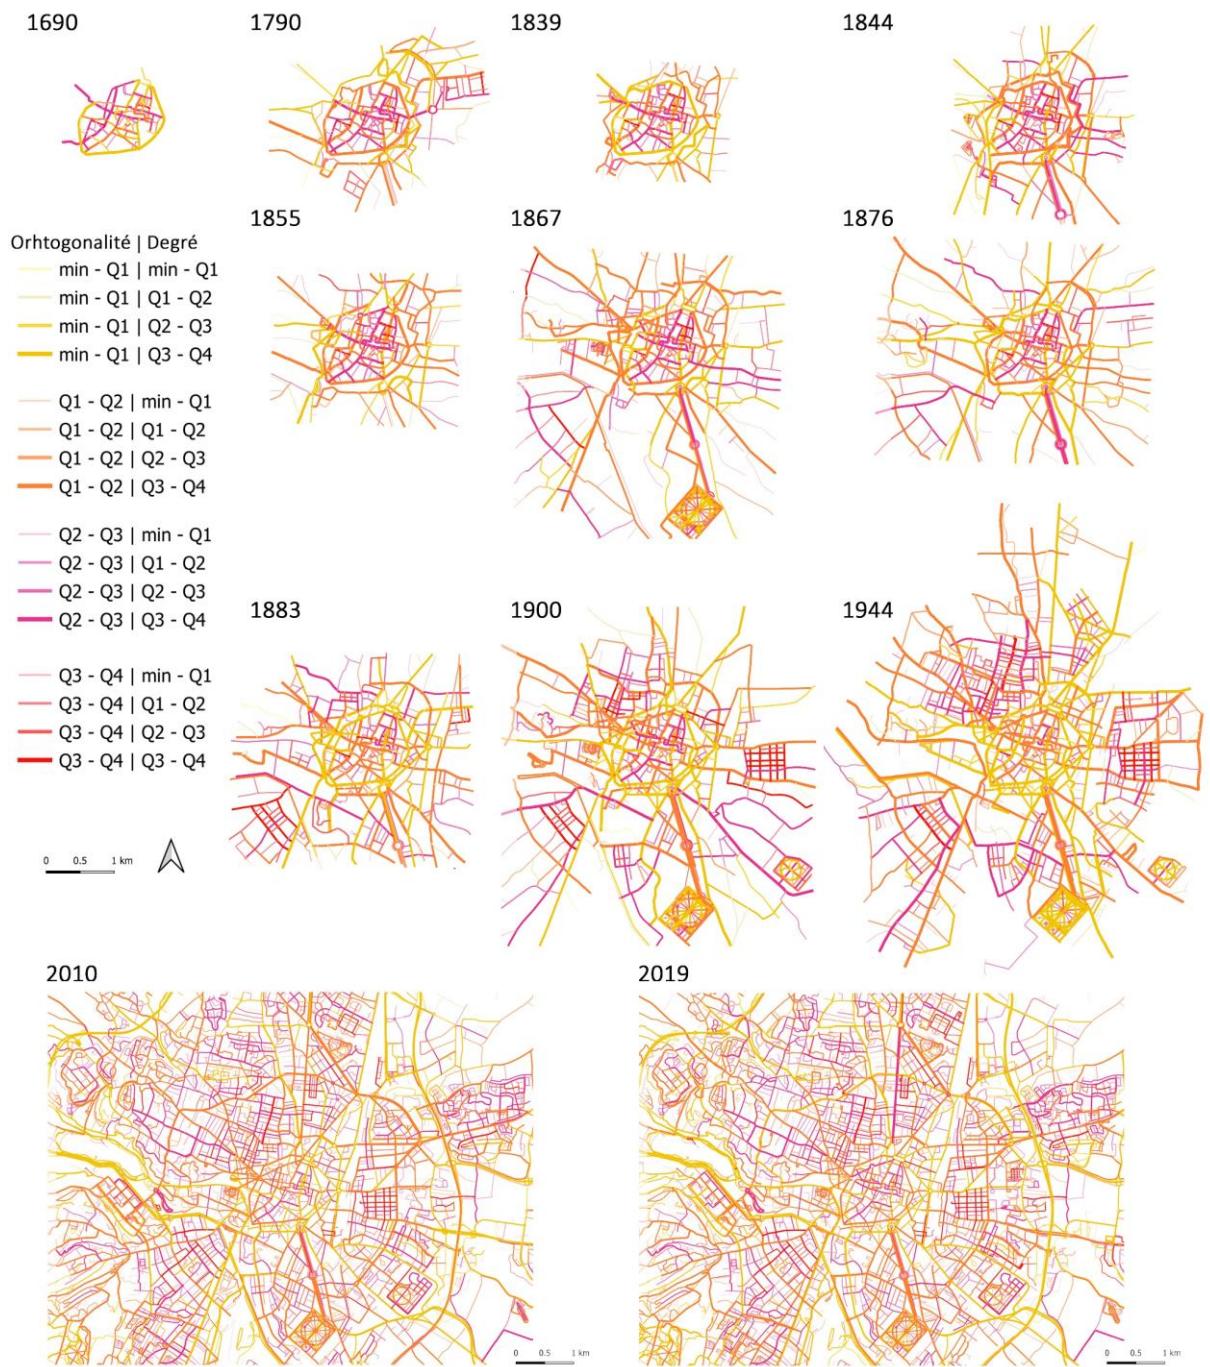 1690
1790
1839
1844
1855
1867
1876
Orhtogonalité | Degré
min - Q1 | min - Q1
min - Q1 | Q1 - Q2
min - Q1 | Q2 - Q3
min - Q1 | Q3 - Q4
Q1 - Q2 | min - Q1
Q1 - Q2 | Q1 - Q2
Q1 - Q2 | Q2 - Q3
Q1 - Q2 | Q3 - Q4
Q2 - Q3 | min - Q1
Q2 - Q3 | Q1 - Q2
Q2 - Q3 | Q2 - Q3
Q2 - Q3 | Q3 - Q4
Q3 - Q4 | min - Q1
Q3 - Q4 | Q1 - Q2
Q3 - Q4 | Q2 - Q3
Q3 - Q4 | Q3 - Q4
0 0.5 1 km
1883
1900
1944
2010
2019
0 0.5 1 km
0 0.5 1 km